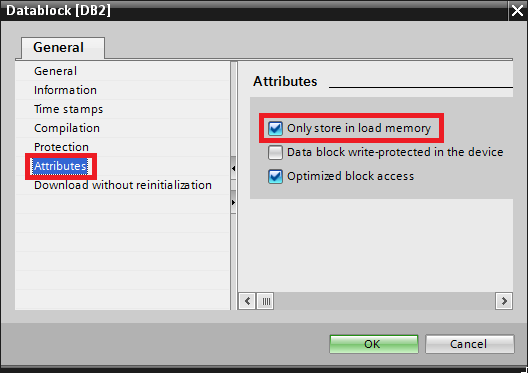 Datablock [DB2]
General
General
Information
Time stamps
Compilation
Protection
Attributes
Download without reinitialization
Attributes
Only store in load memory
Data block write-protected in the device
Optimized block access
OK
Cancel